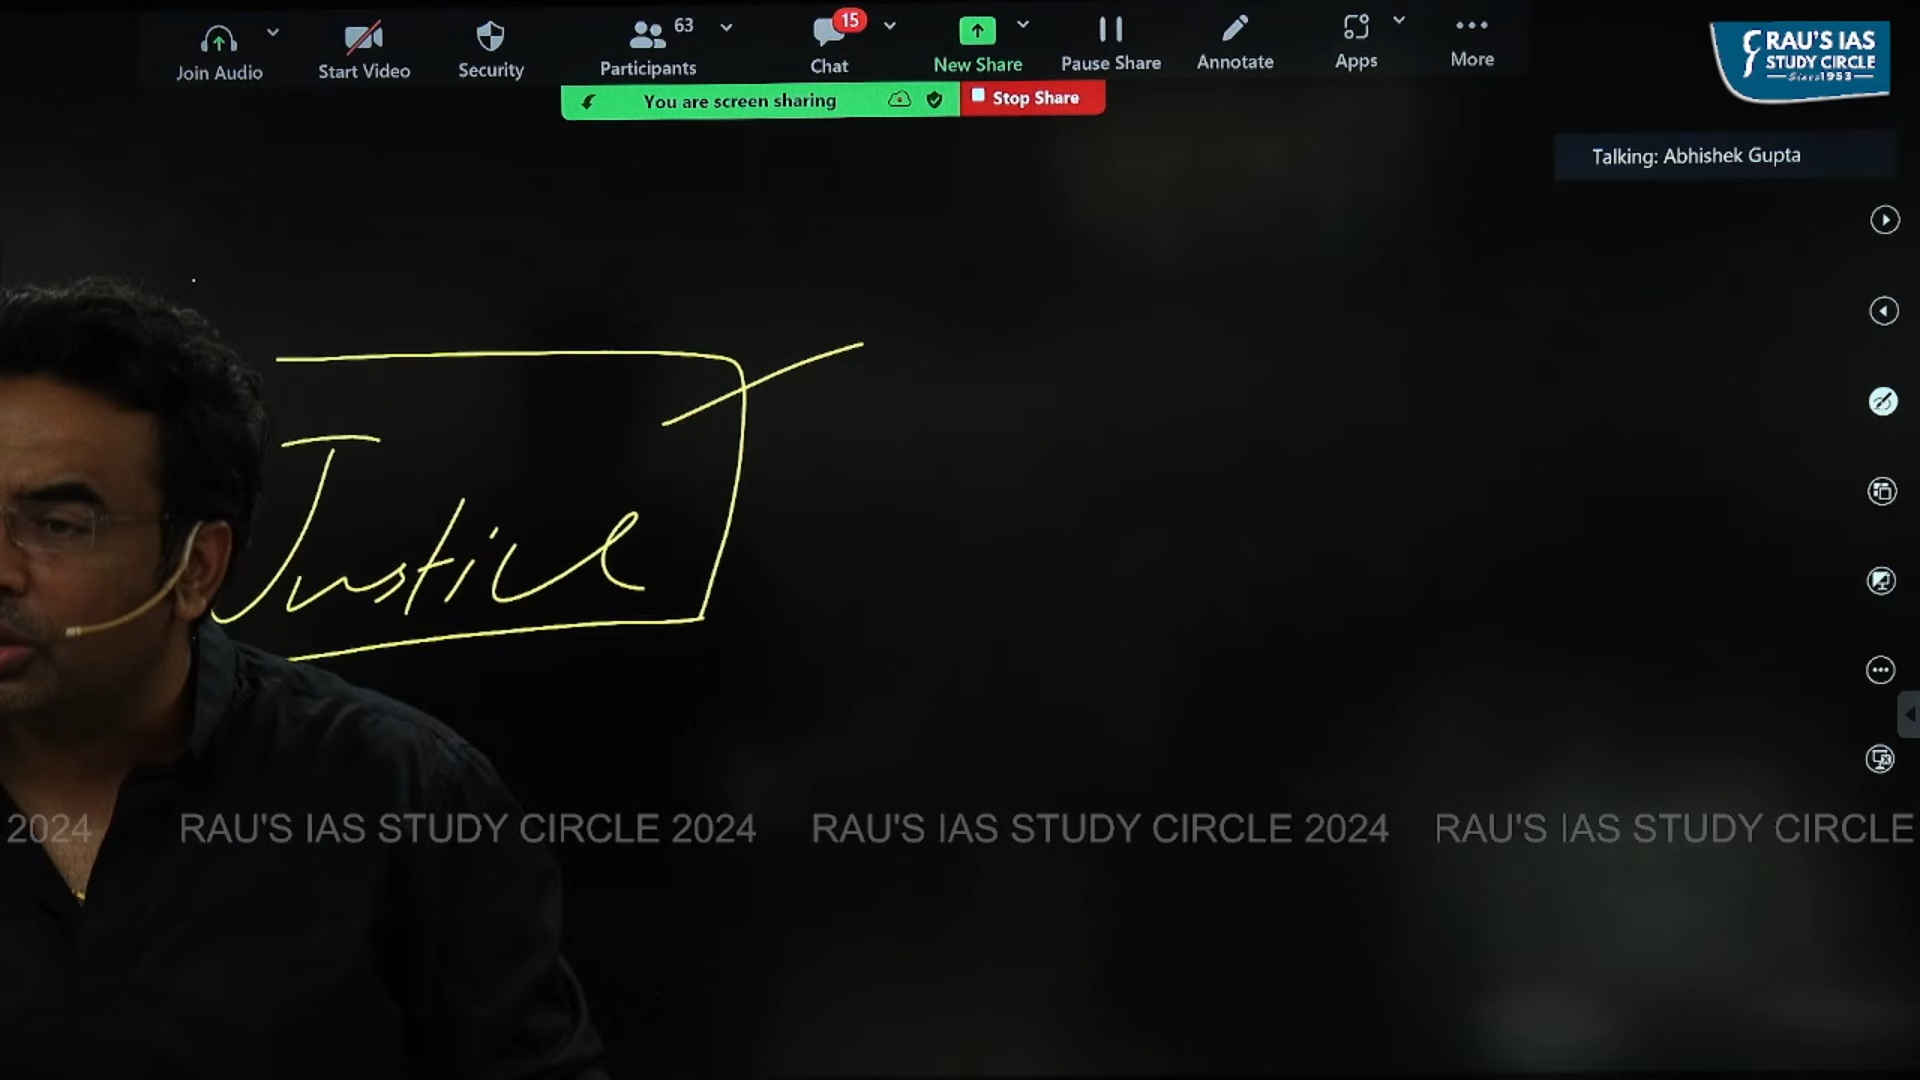 Join Audio
Start Video
Security
63
Participants
15
Chat
New Share
Pause Share
Annotate
Apps
More
RAU'S IAS
STUDY CIRCLE
Since 1953
You are screen sharing
Stop Share
Talking: Abhishek Gupta
Justice
2024 RAU'S IAS STUDY CIRCLE 2024 RAU'S IAS STUDY CIRCLE 2024 RAU'S IAS STUDY CIRCLE